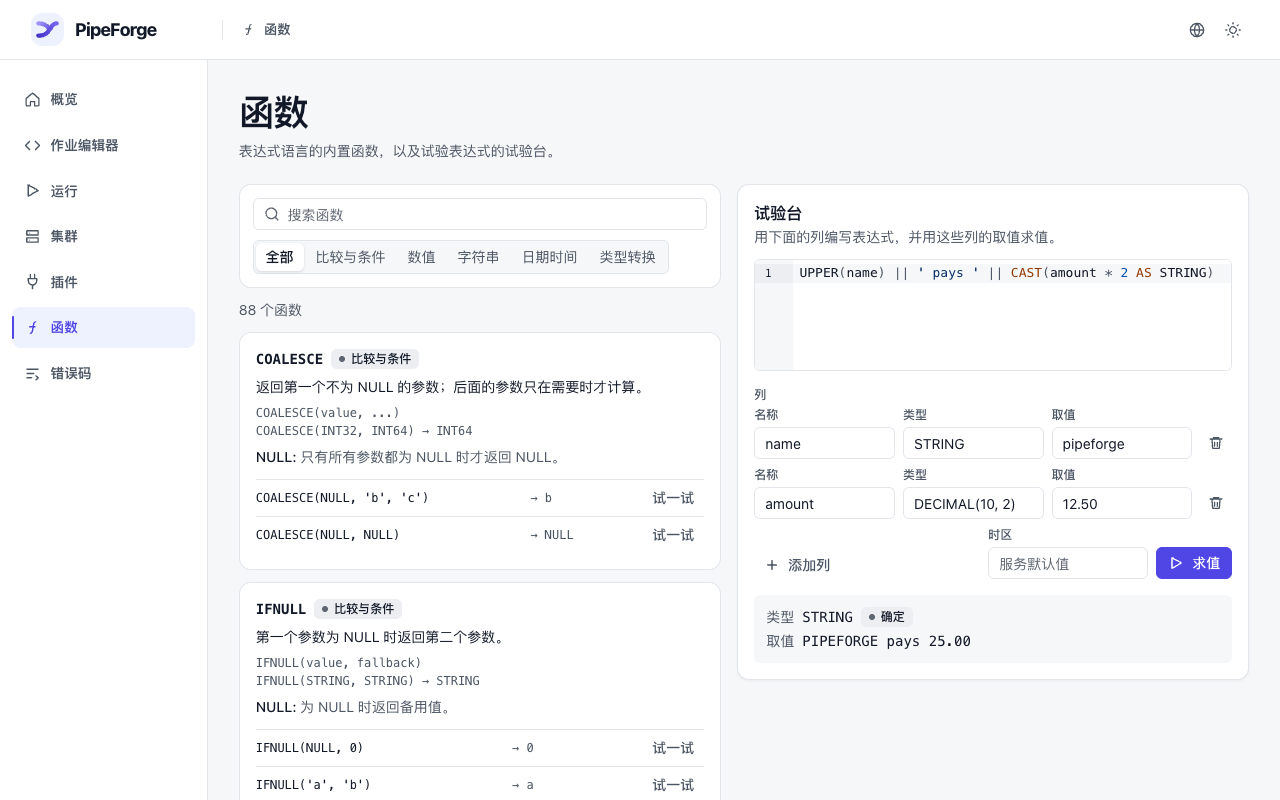 PipeForge
函数
概览
作业编辑器
运行
集群
插件
函数
错误码
函数
表达式语言的内置函数，以及试验表达式的试验台。
搜索函数
全部 比较与条件 数值 字符串 日期时间 类型转换
88 个函数
COALESCE 比较与条件
返回第一个不为 NULL 的参数；后面的参数只在需要时才计算。
COALESCE(value, ...)
COALESCE(INT32, INT64) → INT64
NULL: 只有所有参数都为 NULL 时才返回 NULL。
COALESCE(NULL, 'b', 'c') → b 试一试
COALESCE(NULL, NULL) → NULL 试一试
IFNULL 比较与条件
第一个参数为 NULL 时返回第二个参数。
IFNULL(value, fallback)
IFNULL(STRING, STRING) → STRING
NULL: 为 NULL 时返回备用值。
IFNULL(NULL, 0) → 0 试一试
IFNULL('a', 'b') → a 试一试
试验台
用下面的列编写表达式，并用这些列的取值求值。
1 UPPER(name) || ' pays ' || CAST(amount * 2 AS STRING)
列
名称 类型 取值
name STRING pipeforge
名称 类型 取值
amount DECIMAL(10, 2) 12.50
时区
添加列 服务默认值 求值
类型 STRING 确定
取值 PIPEFORGE pays 25.00